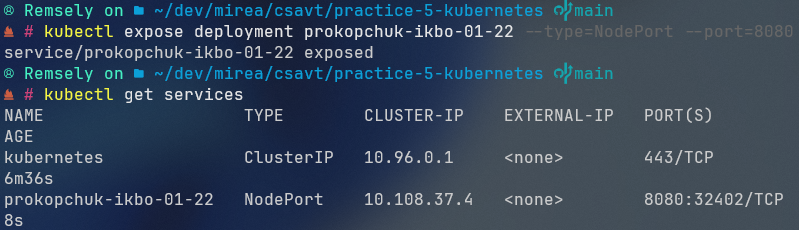 Remsely on ~/dev/mirea/csavt/practice-5-kubernetes main
# kubectl expose deployment prokopchuk-ikbo-01-22 --type=NodePort --port=8080
service/prokopchuk-ikbo-01-22 exposed
Remsely on ~/dev/mirea/csavt/practice-5-kubernetes main
# kubectl get services
NAME TYPE CLUSTER-IP EXTERNAL-IP PORT(S)
AGE
kubernetes ClusterIP 10.96.0.1 <none> 443/TCP
6m36s
prokopchuk-ikbo-01-22 NodePort 10.108.37.4 <none> 8080:32402/TCP
8s